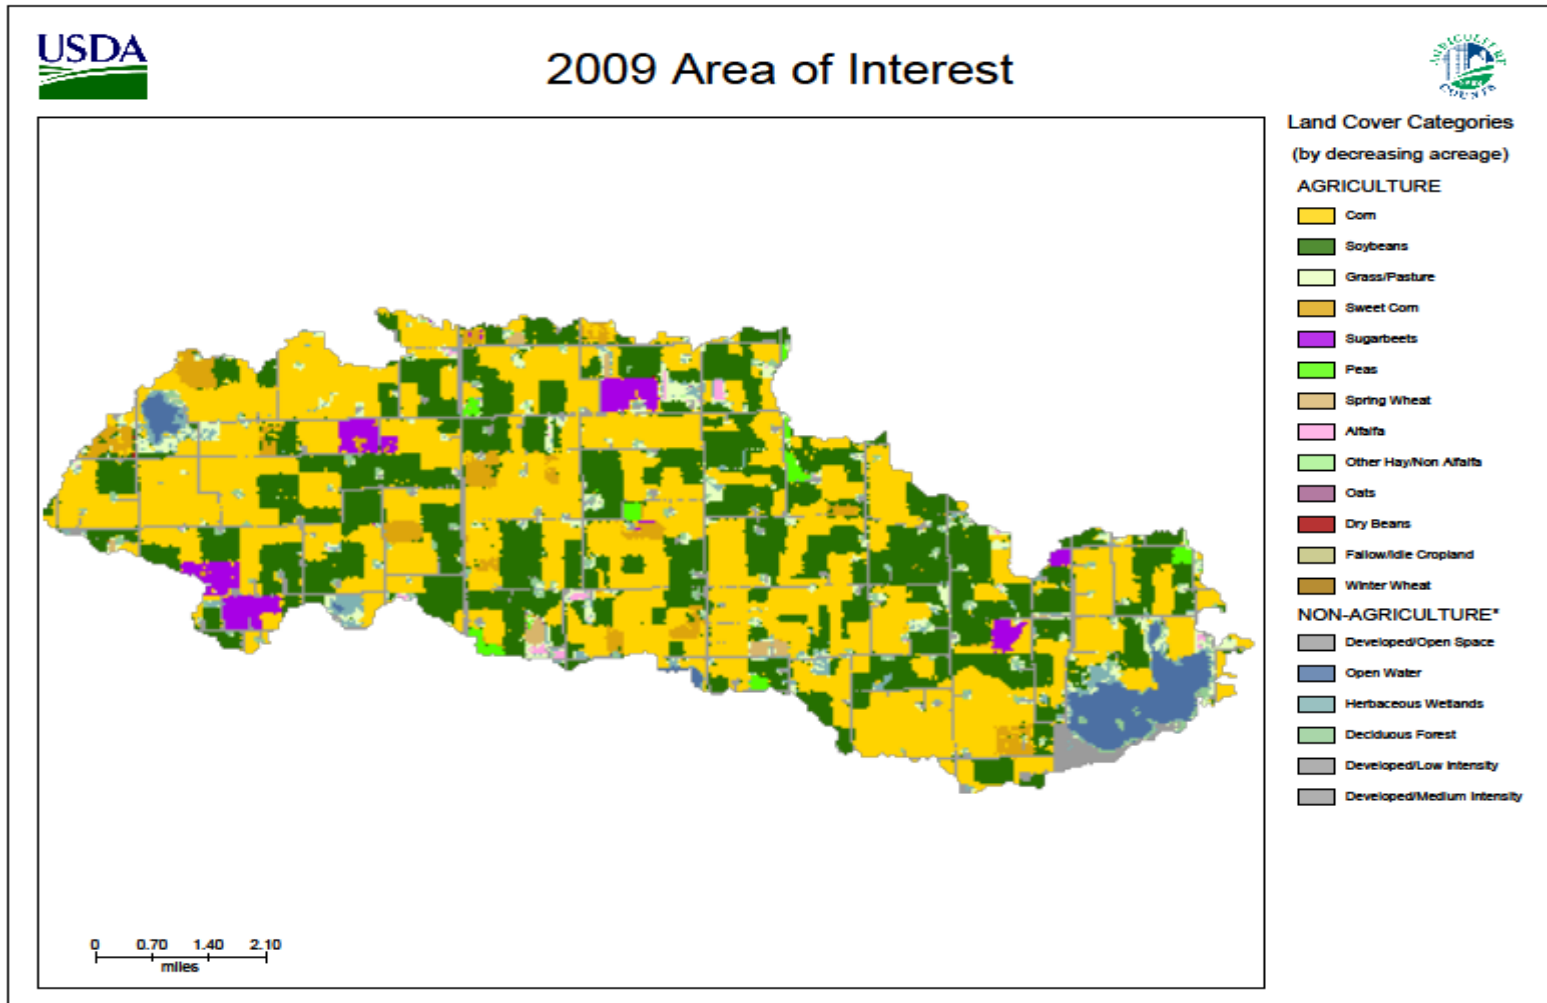 USDA
2009 Area of Interest
AGRICULTURE
COUNTS
Land Cover Categories
(by decreasing acreage)
AGRICULTURE
Corn
Soybeans
Grass/Pasture
Sweet Corn
Sugarbeets
Peas
Spring Wheat
Alfalfa
Other Hay/Non Alfalfa
Oats
Dry Beans
Fallow/Idle Cropland
Winter Wheat
NON-AGRICULTURE*
Developed/Open Space
Open Water
Herbaceous Wetlands
Deciduous Forest
Developed/Low Intensity
Developed/Medium Intensity
0 0.70 1.40 2.10
miles